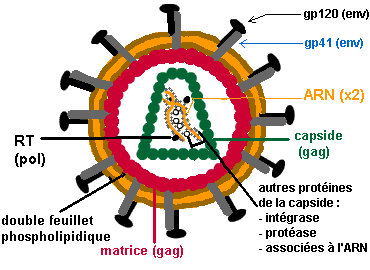 gp120 (env)
gp41 (env)
ARN (x2)
RT
(pol)
capside
(gag)
autres protéines
de la capside :
- intégrase
- protéase
- associées à l'ARN
double feuillet
phospholipidique
matrice (gag)